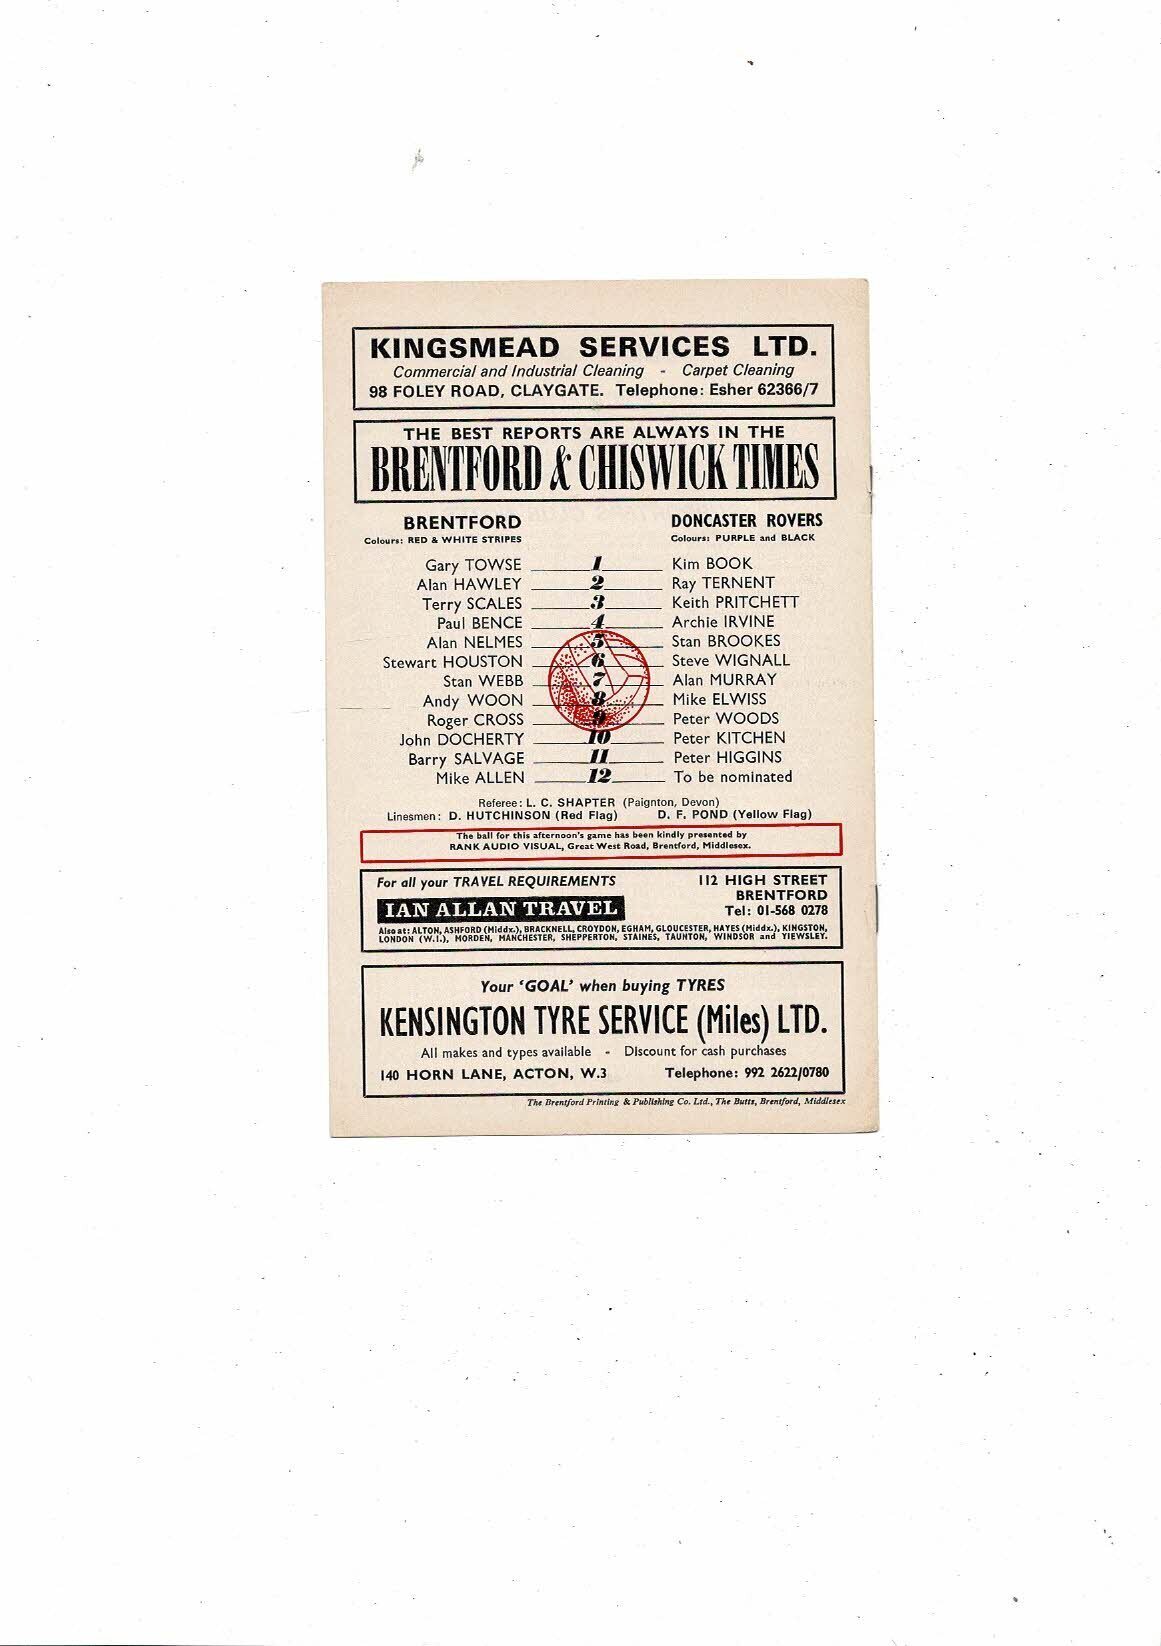 KINGSMEAD SERVICES LTD.
Commercial and Industrial Cleaning - Carpet Cleaning
98 FOLEY ROAD, CLAYGATE. Telephone: Esher 62366/7
THE BEST REPORTS ARE ALWAYS IN THE
BRENTFORD & CHISWICK TIMES
BRENTFORD DONCASTER ROVERS
Colours: RED & WHITE STRIPES Colours: PURPLE and BLACK
Gary TOWSE 1 Kim BOOK
Alan HAWLEY 2 Ray TERNENT
Terry SCALES 3 Keith PRITCHETT
Paul BENCE 4 Archie IRVINE
Alan NELMES 5 Stan BROOKES
Stewart HOUSTON 6 Steve WIGNALL
Stan WEBB 7 Alan MURRAY
Andy WOON 8 Mike ELWISS
Roger CROSS 9 Peter WOODS
John DOCHERTY 10 Peter KITCHEN
Barry SALVAGE 11 Peter HIGGINS
Mike ALLEN 12 To be nominated
Referee: L. C. SHAPTER (Paignton, Devon)
Linesmen: D. HUTCHINSON (Red Flag) D. F. POND (Yellow Flag)
The ball for this afternoon's game has been kindly presented by
RANK AUDIO VISUAL, Great West Road, Brentford, Middlesex.
For all your TRAVEL REQUIREMENTS 112 HIGH STREET
BRENTFORD
IAN ALLAN TRAVEL Tel: 01-568 0278
Also at: ALTON, ASHFORD (Middx.), BRACKNELL, CROYDON, EGHAM, GLOUCESTER, HAYES (Middx.), KINGSTON,
LONDON (W.I.), MORDEN, MANCHESTER, SHEPPERTON, STAINES, TAUNTON, WINDSOR and YIEWSLEY.
Your 'GOAL' when buying TYRES
KENSINGTON TYRE SERVICE (Miles) LTD.
All makes and types available - Discount for cash purchases
140 HORN LANE, ACTON, W.3 Telephone: 992 2622/0780
The Brentford Printing & Publishing Co. Ltd., The Butts, Brentford, Middlesex